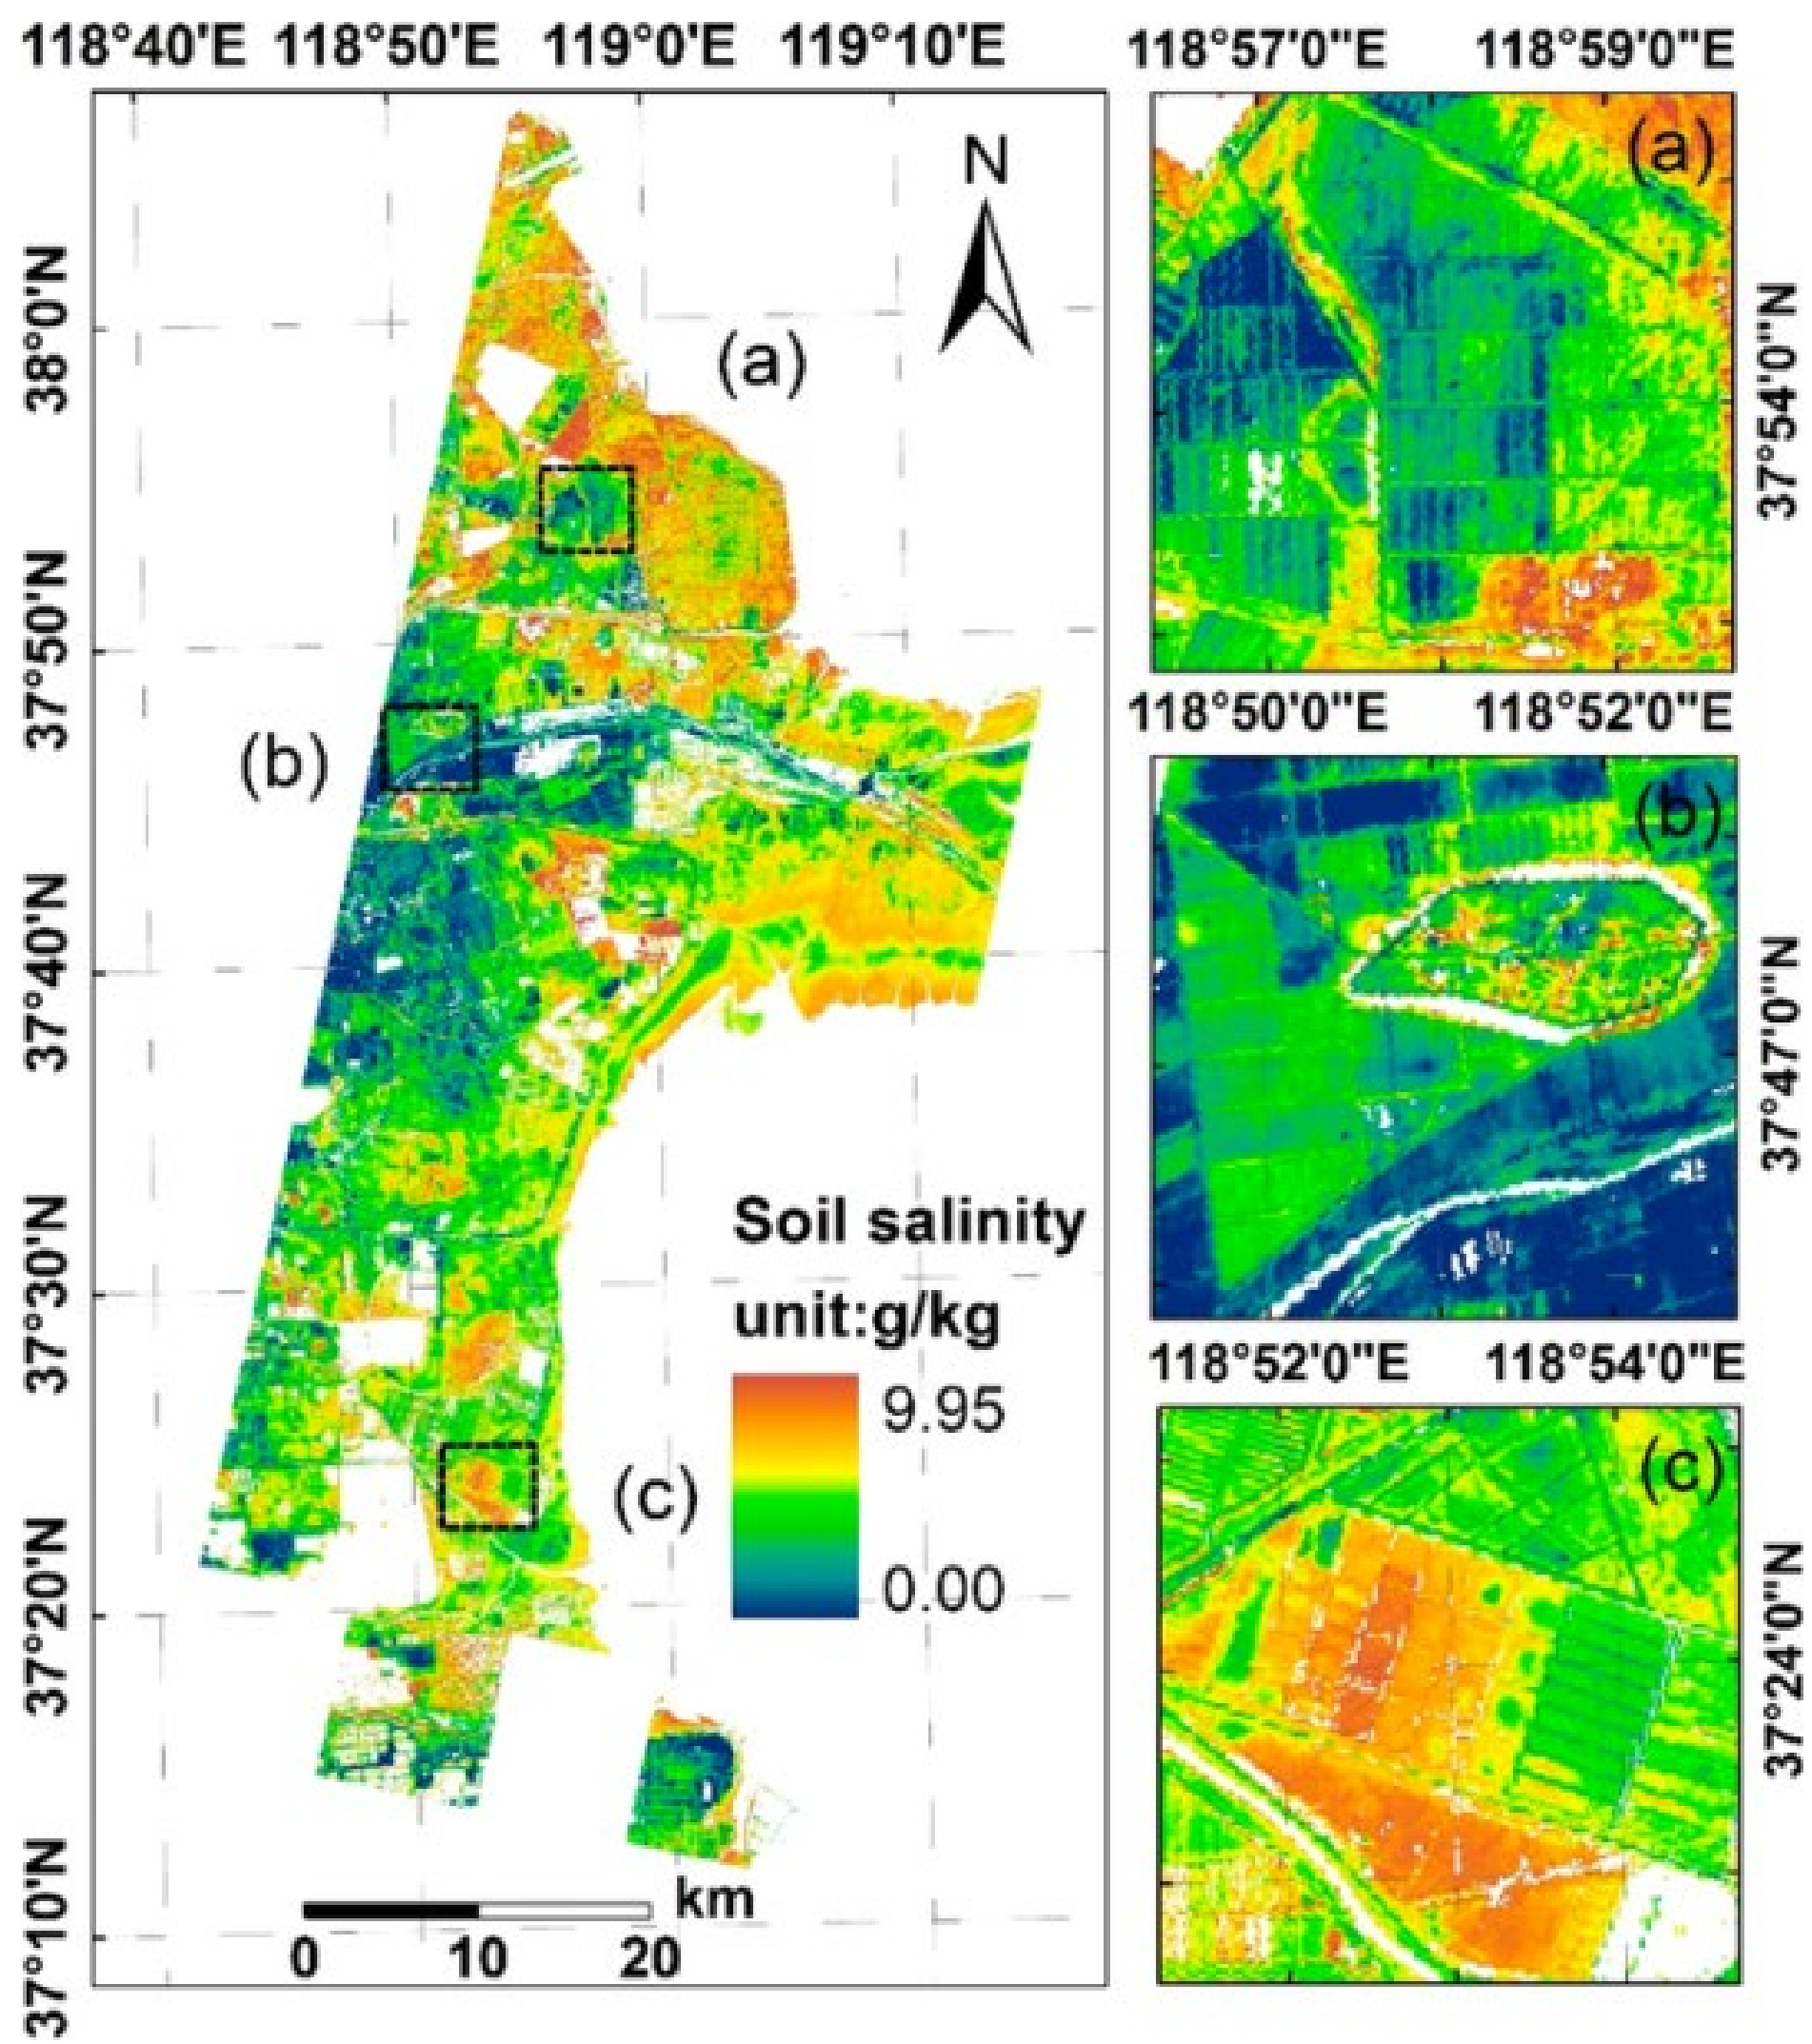 118°40'E 118°50'E 119°0'E 119°10'E
118°57'0"E 118°59'0"E
N
(a)
(b)
(c)
38°0'N
37°50'N
37°40'N
37°30'N
37°20'N
37°10'N
Soil salinity
unit:g/kg
9.95
0.00
km
0 10 20
(a)
37°54'0"N
118°50'0"E 118°52'0"E
(b)
37°47'0"N
118°52'0"E 118°54'0"E
(c)
37°24'0"N